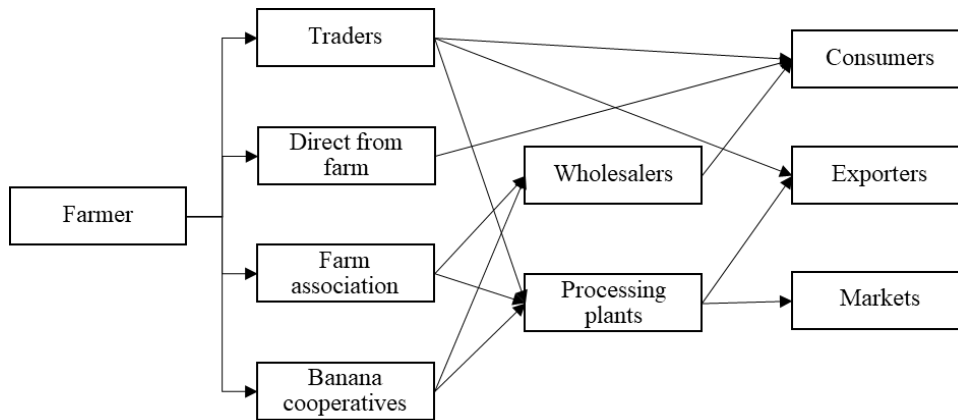 Traders
Consumers
Direct from
farm
Wholesalers
Exporters
Farmer
Farm
association
Processing
plants
Markets
Banana
cooperatives